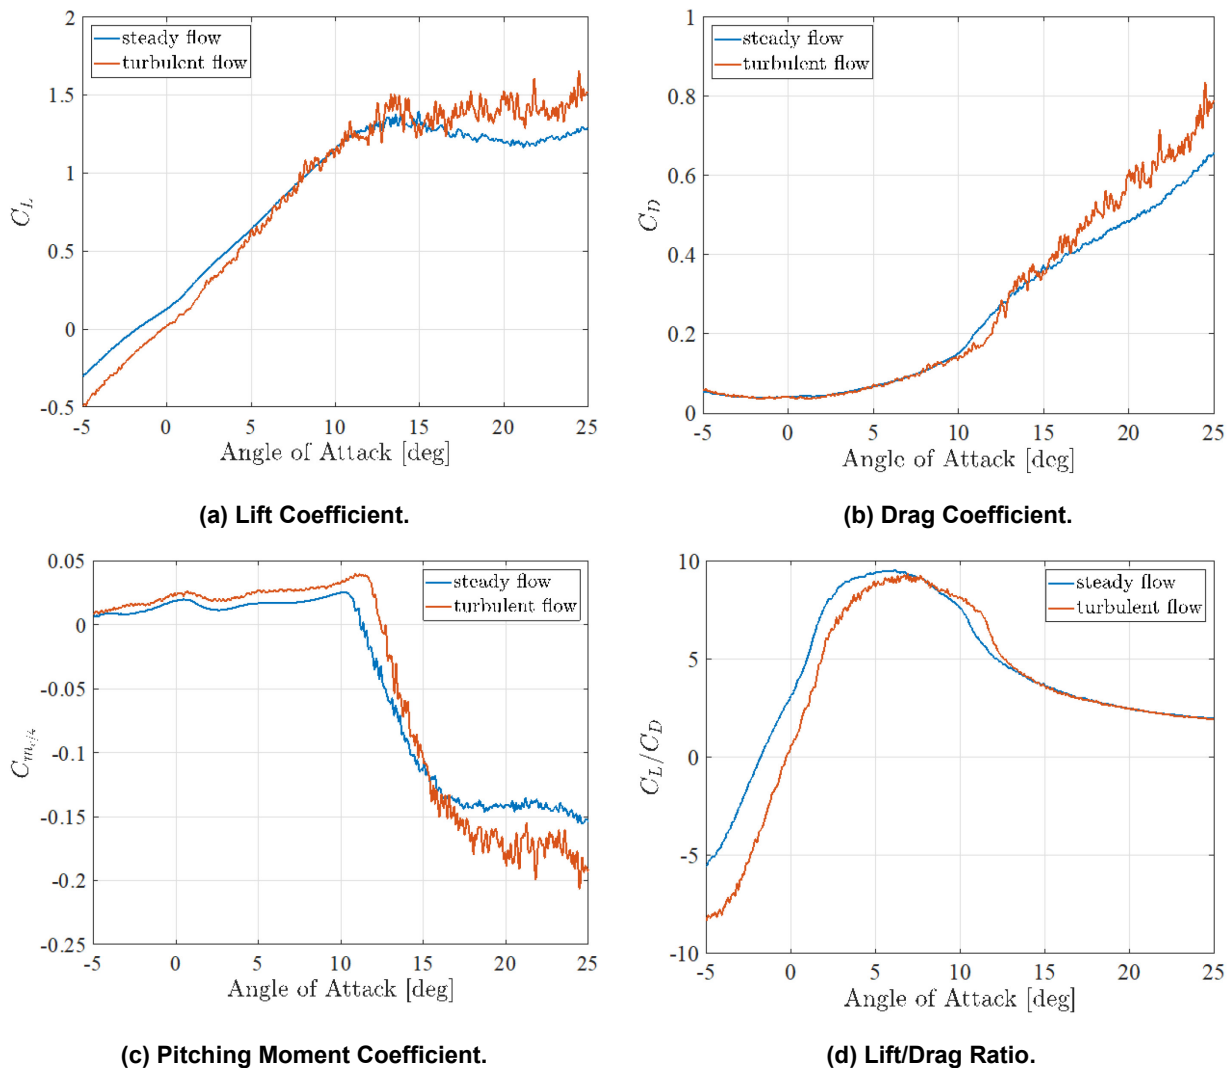 2
1.5
1
0.5
0
-0.5
C_L
steady flow
turbulent flow
-5 0 5 10 15 20 25
Angle of Attack [deg]
(a) Lift Coefficient.
1
0.8
0.6
0.4
0.2
0
C_D
steady flow
turbulent flow
-5 0 5 10 15 20 25
Angle of Attack [deg]
(b) Drag Coefficient.
0.05
0
-0.05
-0.1
-0.15
-0.2
-0.25
C_{m_{c/4}}
steady flow
turbulent flow
-5 0 5 10 15 20 25
Angle of Attack [deg]
(c) Pitching Moment Coefficient.
10
5
0
-5
-10
C_L/C_D
steady flow
turbulent flow
-5 0 5 10 15 20 25
Angle of Attack [deg]
(d) Lift/Drag Ratio.